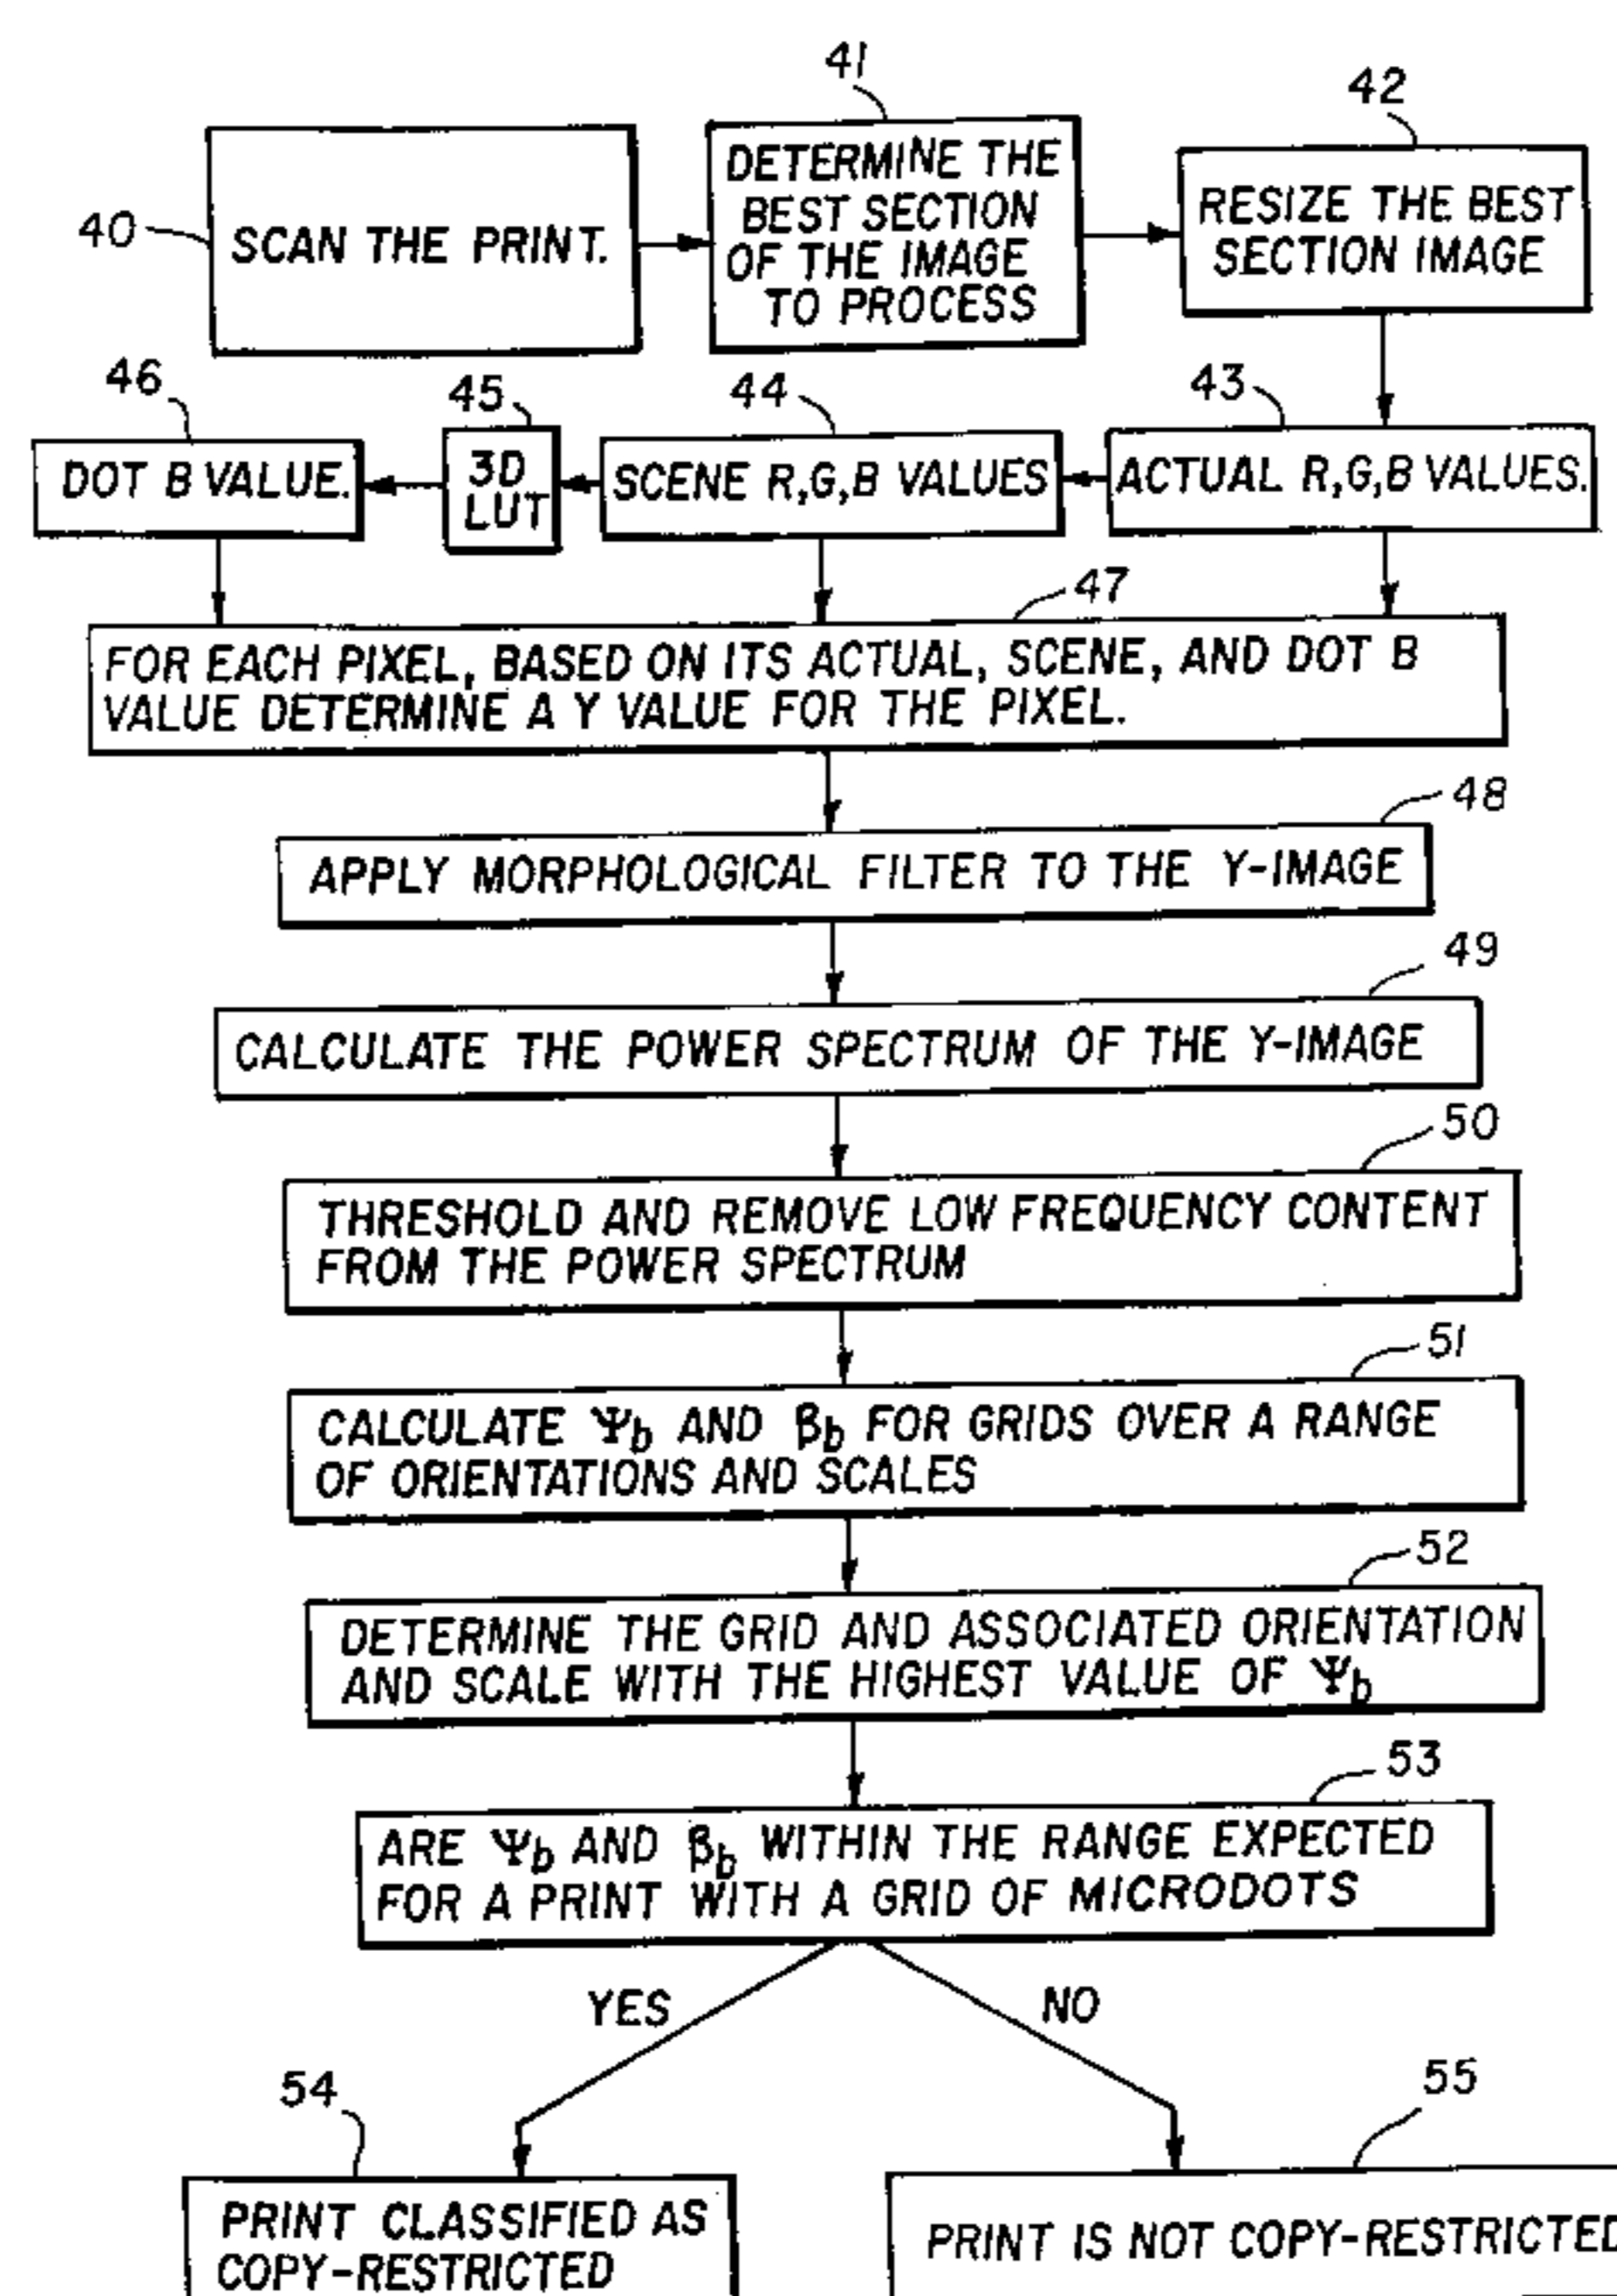 41
42
40
SCAN THE PRINT.
DETERMINE THE
BEST SECTION
OF THE IMAGE
TO PROCESS
RESIZE THE BEST
SECTION IMAGE
46
45
44
43
DOT B VALUE.
3D
LUT
SCENE R,G,B VALUES
ACTUAL R,G,B VALUES.
47
FOR EACH PIXEL, BASED ON ITS ACTUAL, SCENE, AND DOT B
VALUE DETERMINE A Y VALUE FOR THE PIXEL.
48
APPLY MORPHOLOGICAL FILTER TO THE Y-IMAGE
49
CALCULATE THE POWER SPECTRUM OF THE Y-IMAGE
50
THRESHOLD AND REMOVE LOW FREQUENCY CONTENT
FROM THE POWER SPECTRUM
51
CALCULATE Ψb AND βb FOR GRIDS OVER A RANGE
OF ORIENTATIONS AND SCALES
52
DETERMINE THE GRID AND ASSOCIATED ORIENTATION
AND SCALE WITH THE HIGHEST VALUE OF Ψb
53
ARE Ψb AND βb WITHIN THE RANGE EXPECTED
FOR A PRINT WITH A GRID OF MICRODOTS
YES
NO
54
55
PRINT CLASSIFIED AS
COPY-RESTRICTED
PRINT IS NOT COPY-RESTRICTED